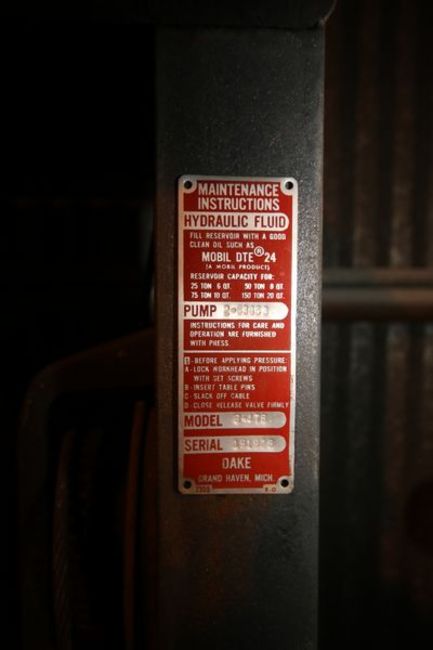 MAINTENANCE
INSTRUCTIONS
HYDRAULIC FLUID
FILL RESERVOIR WITH A GOOD
CLEAN OIL SUCH AS
MOBIL DTE® 24
(A MOBIL PRODUCT)
RESERVOIR CAPACITY FOR:
25 TON 6 QT. 50 TON 8 QT.
75 TON 10 QT. 150 TON 20 QT.
PUMP
INSTRUCTIONS FOR CARE AND
OPERATION ARE FURNISHED
WITH PRESS
-BEFORE APPLYING PRESSURE:
A-LOCK WORKHEAD IN POSITION
WITH SET SCREWS
B-INSERT TABLE PINS
C-SLACK OFF CABLE
D-CLOSE RELEASE VALVE FIRMLY
MODEL
SERIAL
DAKE
GRAND HAVEN, MICH.